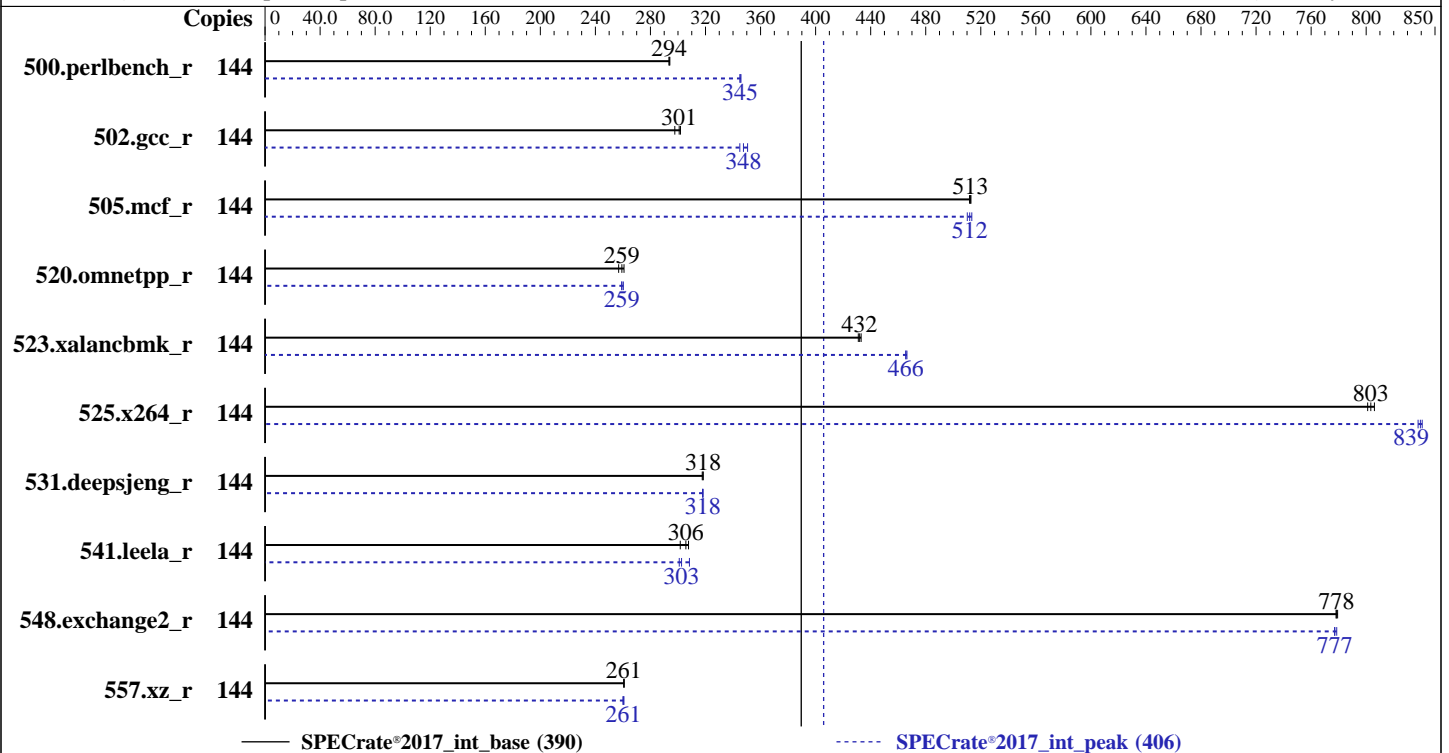 Copies 0 40.0 80.0 120 160 200 240 280 320 360 400 440 480 520 560 600 640 680 720 760 800 850
294
500.perlbench_r 144
345
301
502.gcc_r 144
348
513
505.mcf_r 144
512
259
520.omnetpp_r 144
259
432
523.xalancbmk_r 144
466
803
525.x264_r 144
839
318
531.deepsjeng_r 144
318
306
541.leela_r 144
303
778
548.exchange2_r 144
777
261
557.xz_r 144
261
SPECrate®2017_int_base (390) SPECrate®2017_int_peak (406)